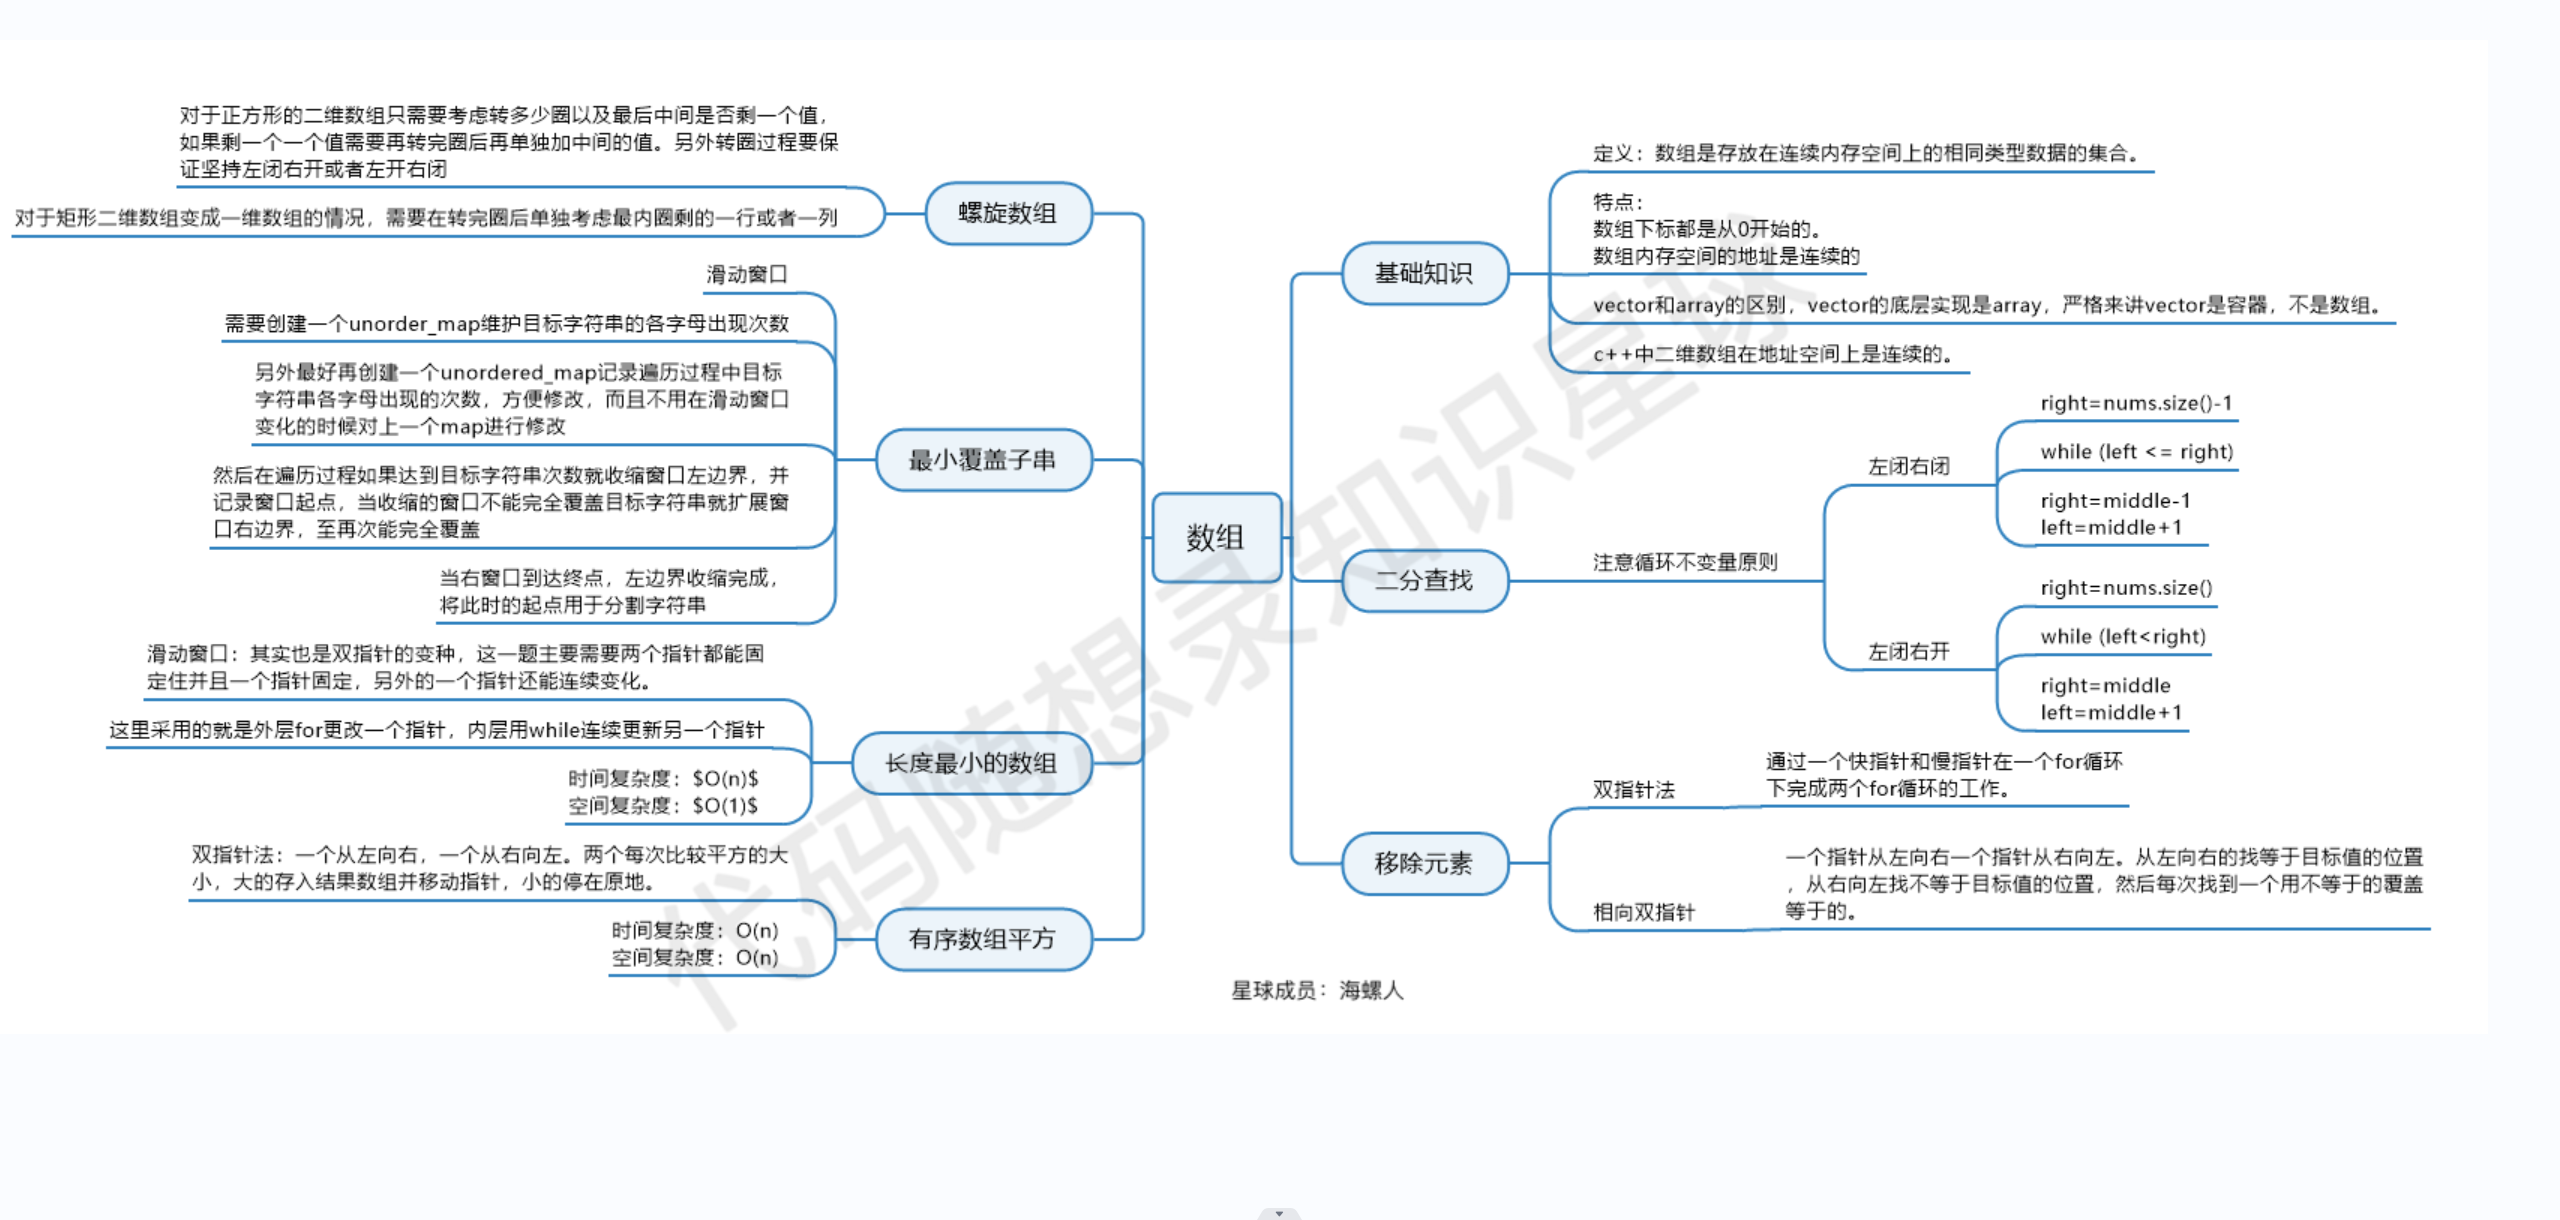 对于正方形的二维数组只需要考虑转多少圈以及最后中间是否剩一个值，
如果剩一个一个值需要再转完圈后再单独加中间的值。另外转圈过程要保
证坚持左闭右开或者左开右闭
对于矩形二维数组变成一维数组的情况，需要在转完圈后单独考虑最内圈剩的一行或者一列
螺旋数组
滑动窗口
需要创建一个unorder_map维护目标字符串的各字母出现次数
另外最好再创建一个unordered_map记录遍历过程中目标
字符串各字母出现的次数，方便修改，而且不用在滑动窗口
变化的时候对上一个map进行修改
然后在遍历过程如果达到目标字符串次数就收缩窗口左边界，并
记录窗口起点，当收缩的窗口不能完全覆盖目标字符串就扩展窗
口右边界，至再次能完全覆盖
当右窗口到达终点，左边界收缩完成，
将此时的起点用于分割字符串
最小覆盖子串
滑动窗口：其实也是双指针的变种，这一题主要需要两个指针都能固
定住并且一个指针固定，另外的一个指针还能连续变化。
这里采用的就是外层for更改一个指针，内层用while连续更新另一个指针
时间复杂度：$O(n)$
空间复杂度：$O(1)$
长度最小的数组
双指针法：一个从左向右，一个从右向左。两个每次比较平方的大
小，大的存入结果数组并移动指针，小的停在原地。
时间复杂度：O(n)
空间复杂度：O(n)
有序数组平方
数组
基础知识
定义：数组是存放在连续内存空间上的相同类型数据的集合。
特点：
数组下标都是从0开始的。
数组内存空间的地址是连续的
vector和array的区别，vector的底层实现是array，严格来讲vector是容器，不是数组。
c++中二维数组在地址空间上是连续的。
二分查找
注意循环不变量原则
左闭右闭
right=nums.size()-1
while (left <= right)
right=middle-1
left=middle+1
左闭右开
right=nums.size()
while (left<right)
right=middle
left=middle+1
移除元素
双指针法
通过一个快指针和慢指针在一个for循环
下完成两个for循环的工作。
相向双指针
一个指针从左向右一个指针从右向左。从左向右的找等于目标值的位置
，从右向左找不等于目标值的位置，然后每次找到一个用不等于的覆盖
等于的。
星球成员：海螺人
代码随想录知识星球